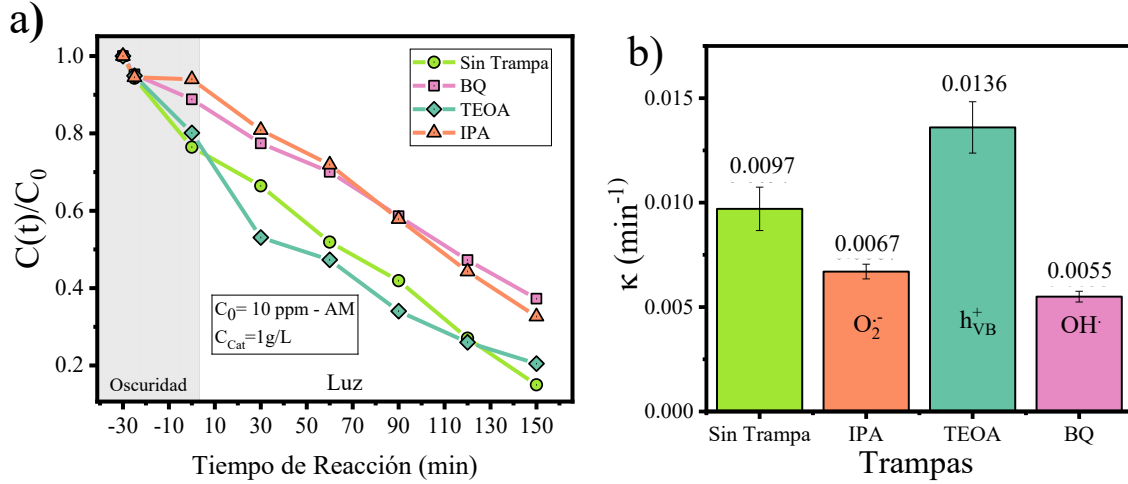 a)
C(t)/C₀
1.0
0.8
0.6
0.4
0.2
Sin Trampa
BQ
TEOA
IPA
C₀= 10 ppm - AM
C_Cat=1g/L
Oscuridad
Luz
-30 -10 10 30 50 70 90 110 130 150
Tiempo de Reacción (min)
b)
κ (min⁻¹)
0.015
0.010
0.005
0.000
0.0097
0.0067
0.0136
0.0055
O₂·⁻
h⁺_VB
OH·
Sin Trampa IPA TEOA BQ
Trampas